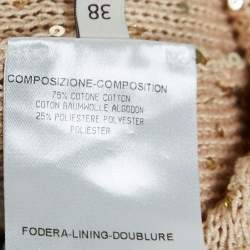 38
COMPOSIZIONE-COMPOSITION
75% COTONE COTTON
COTON BAUMWOLLE ALGODON
25% POLIESTERE POLYESTER
POLIESTER
FODERA-LINING-DOUBLURE